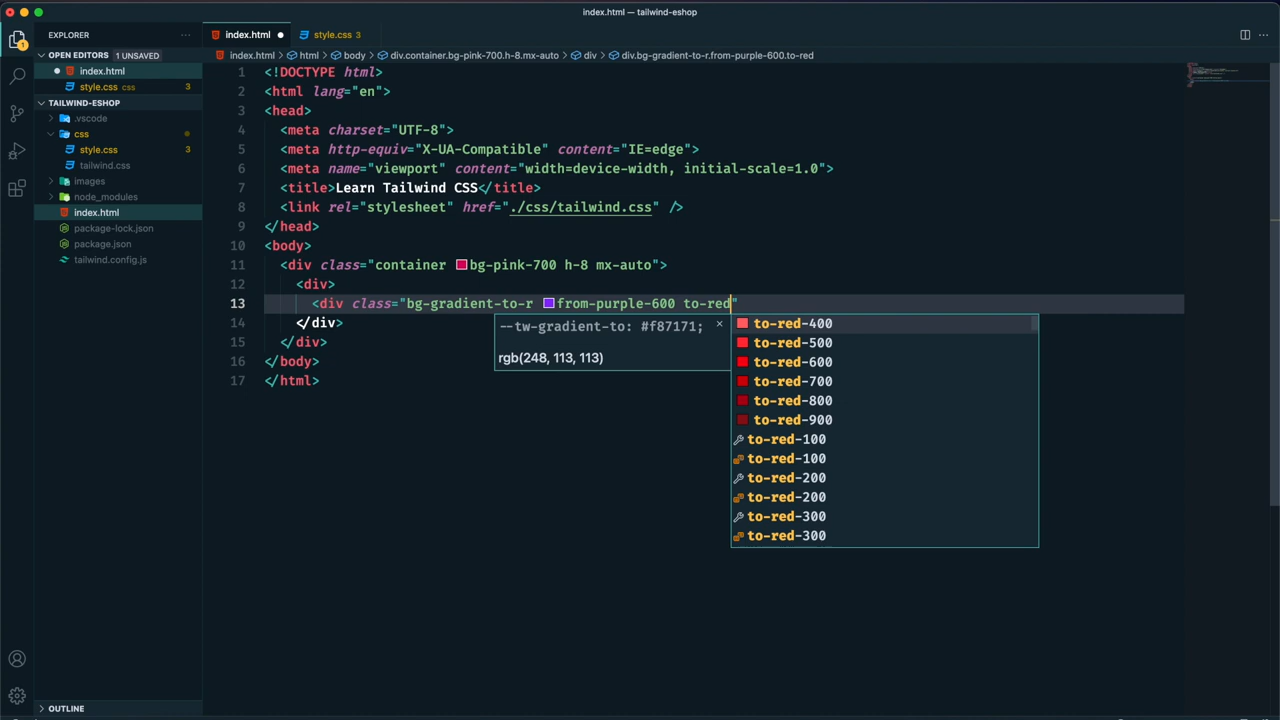 index.html — tailwind-eshop
EXPLORER
OPEN EDITORS 1 UNSAVED
index.html
style.css css 3
TAILWIND-ESHOP
.vscode
css
style.css 3
tailwind.css
images
node_modules
index.html
package-lock.json
package.json
tailwind.config.js
OUTLINE
1
index.html
style.css 3
index.html > html > body > div.container.bg-pink-700.h-8.mx-auto > div > div.bg-gradient-to-r.from-purple-600.to-red
1 <!DOCTYPE html>
2 <html lang="en">
3 <head>
4 <meta charset="UTF-8">
5 <meta http-equiv="X-UA-Compatible" content="IE=edge">
6 <meta name="viewport" content="width=device-width, initial-scale=1.0">
7 <title>Learn Tailwind CSS</title>
8 <link rel="stylesheet" href="./css/tailwind.css" />
9 </head>
10 <body>
11 <div class="container bg-pink-700 h-8 mx-auto">
12 <div>
13 <div class="bg-gradient-to-r from-purple-600 to-red"
14 </div>
15 </div>
16 </body>
17 </html>
--tw-gradient-to: #f87171;
rgb(248, 113, 113)
to-red-400
to-red-500
to-red-600
to-red-700
to-red-800
to-red-900
to-red-100
to-red-100
to-red-200
to-red-200
to-red-300
to-red-300